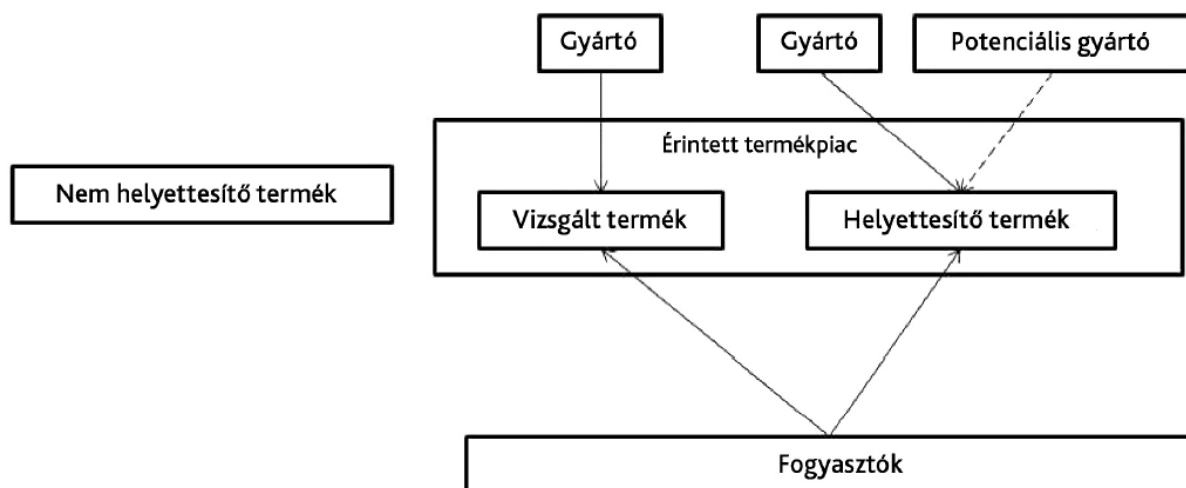 Gyártó
Gyártó
Potenciális gyártó
Érintett termékpiac
Nem helyettesítő termék
Vizsgált termék
Helyettesítő termék
Fogyasztók